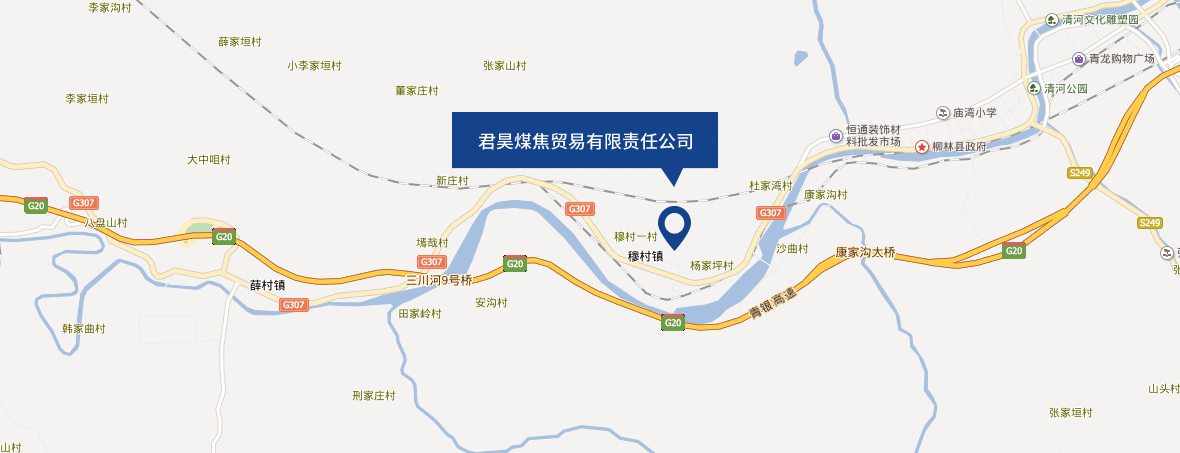 李家沟村
清河文化雕塑园
薛家垣村
青龙购物广场
小李家垣村
张家山村
董家庄村
清河公园
李家垣村
庙湾小学
恒通装饰材
料批发市场
君昊煤焦贸易有限责任公司
柳林县政府
大中咀村
S249
新庄村
杜家湾村
康家沟村
G307
G20
G307
G307
八盘山村
S249
G20
穆村一村
墕哉村
沙曲村
康家沟大桥
G20
穆村镇
G307
G20
杨家坪村
三川河9号桥
薛村镇
青银高速
G307
安沟村
田家岭村
G20
韩家曲村
山头村
刑家庄村
张家垣村
山村